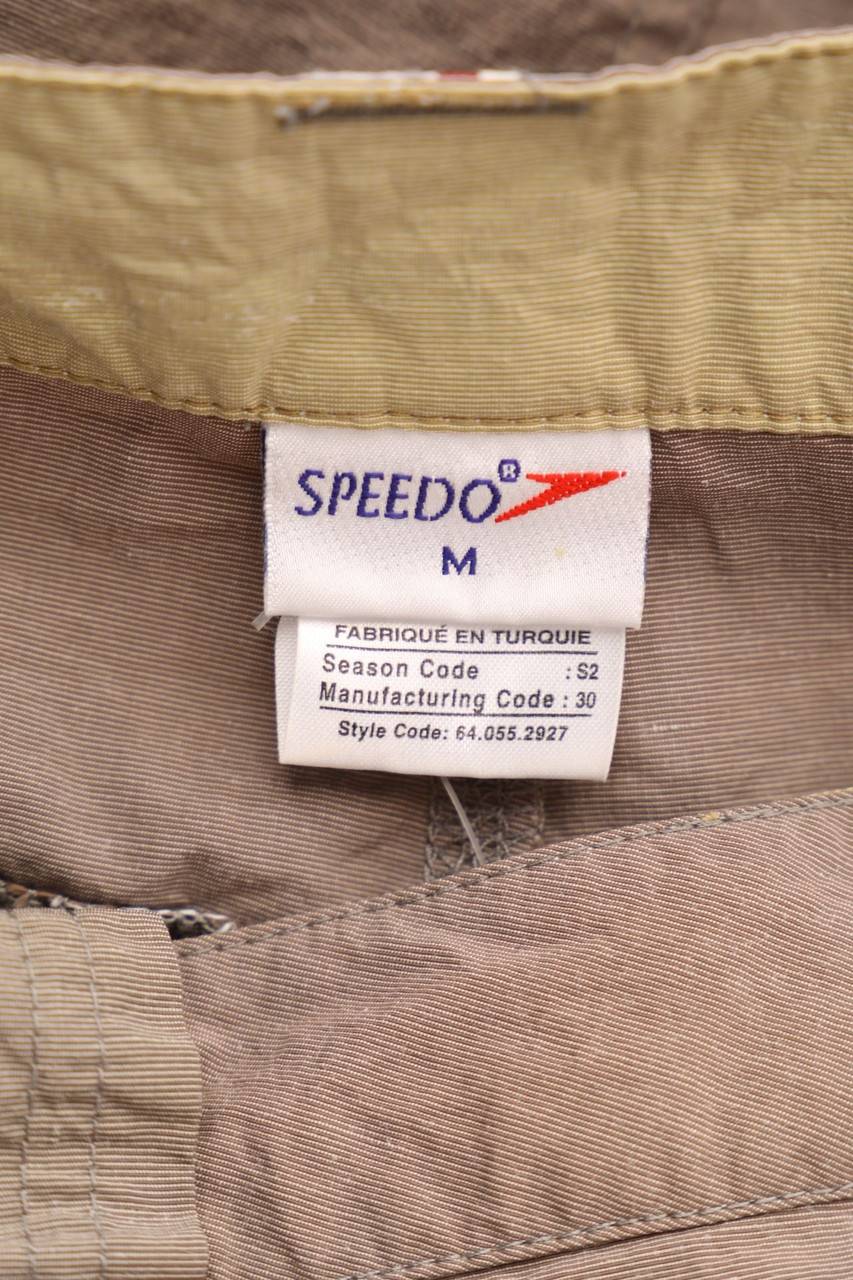 SPEEDO®
M
FABRIQUÉ EN TURQUIE
Season Code : S2
Manufacturing Code : 30
Style Code: 64.055.2927